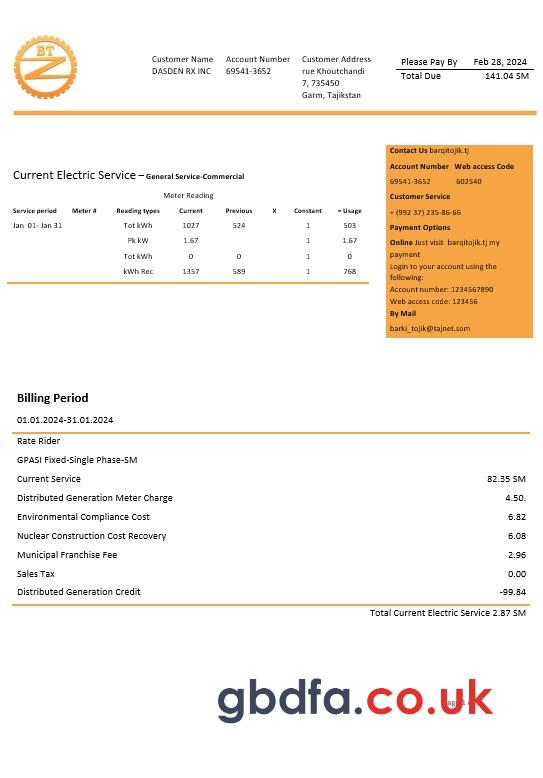 BT
Customer Name Account Number Customer Address
DASDEN RX INC 69541-3652 rue Khoutchandi
7, 735450
Garm, Tajikstan
Please Pay By Feb 28, 2024
Total Due 141.04 SM
Current Electric Service – General Service-Commercial
Meter Reading
Service period Meter # Reading types Current Previous X Constant = Usage
Jan 01- Jan 31 Tot kWh 1027 524 1 503
Pk kW 1.67 1 1.67
Tot kWh 0 0 1 0
kWh Rec 1357 589 1 768
Contact Us barqitojik.tj
Account Number Web access Code
69541-3652 602540
Customer Service
+ (992 37) 235-86-66
Payment Options
Online Just visit barqitojik.tj my
payment
Login to your account using the
following:
Account number: 1234567890
Web access code: 123456
By Mail
barki_tojik@tajnet.som
Billing Period
01.01.2024-31.01.2024
Rate Rider
GPASI Fixed-Single Phase-SM
Current Service 82.35 SM
Distributed Generation Meter Charge 4.50.
Environmental Compliance Cost 6.82
Nuclear Construction Cost Recovery 6.08
Municipal Franchise Fee 2.96
Sales Tax 0.00
Distributed Generation Credit -99.84
Total Current Electric Service 2.87 SM
gbdfa.co.uk